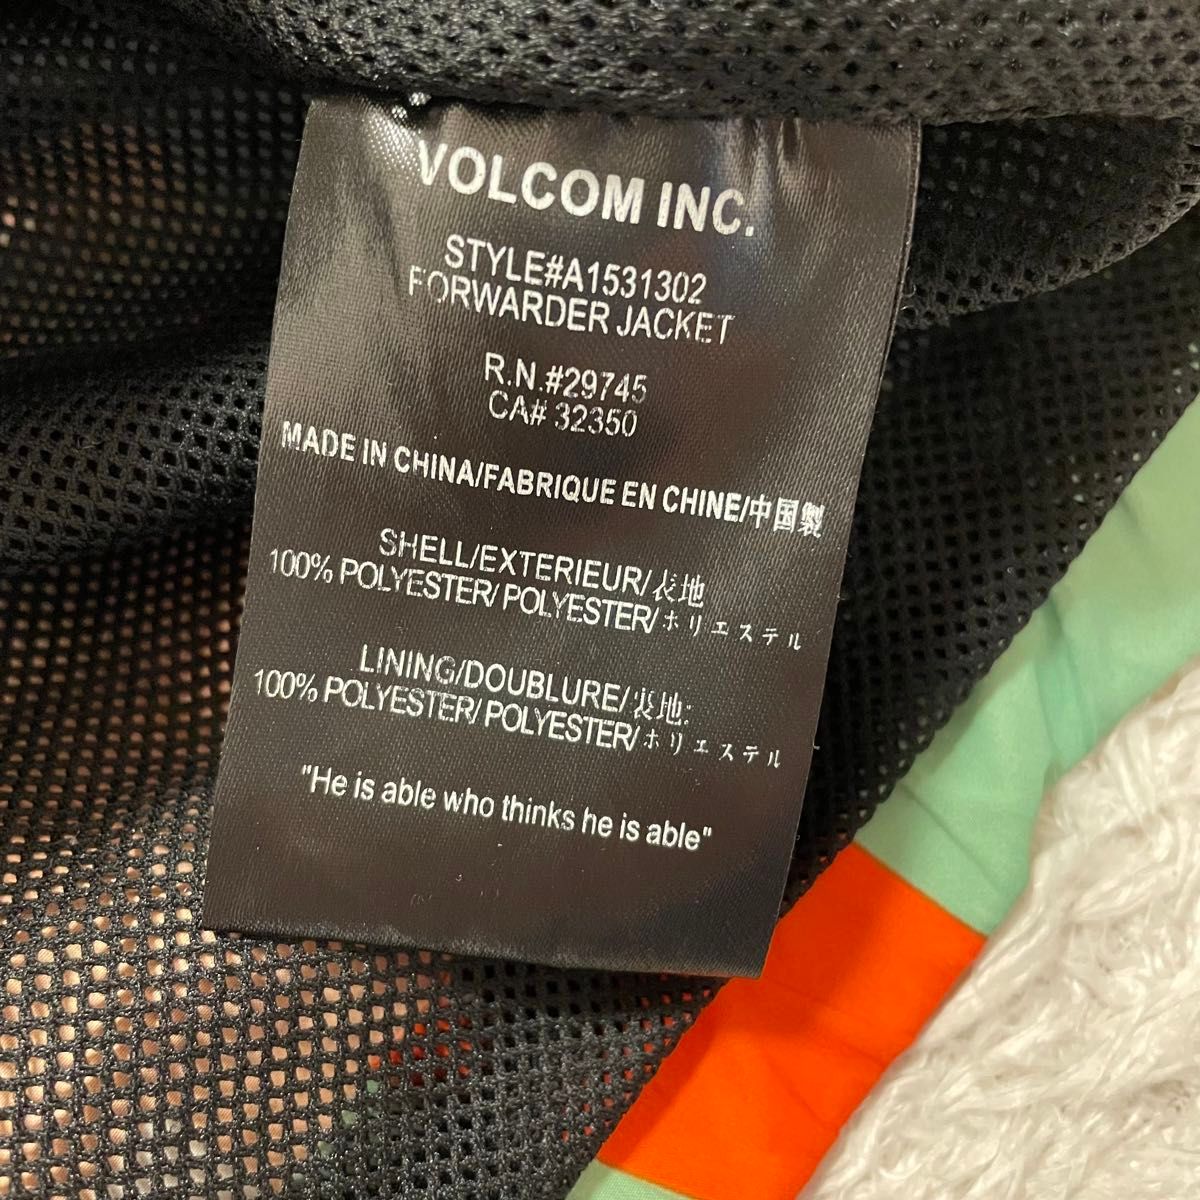 VOLCOM INC.
STYLE#A1531302
FORWARDER JACKET
R.N.#29745
CA# 32350
MADE IN CHINA/FABRIQUE EN CHINE/中国製
SHELL/EXTERIEUR/表地
100% POLYESTER/ POLYESTER/ホリエステル
LINING/DOUBLURE/裏地:
100% POLYESTER/ POLYESTER/ホリエステル
"He is able who thinks he is able"